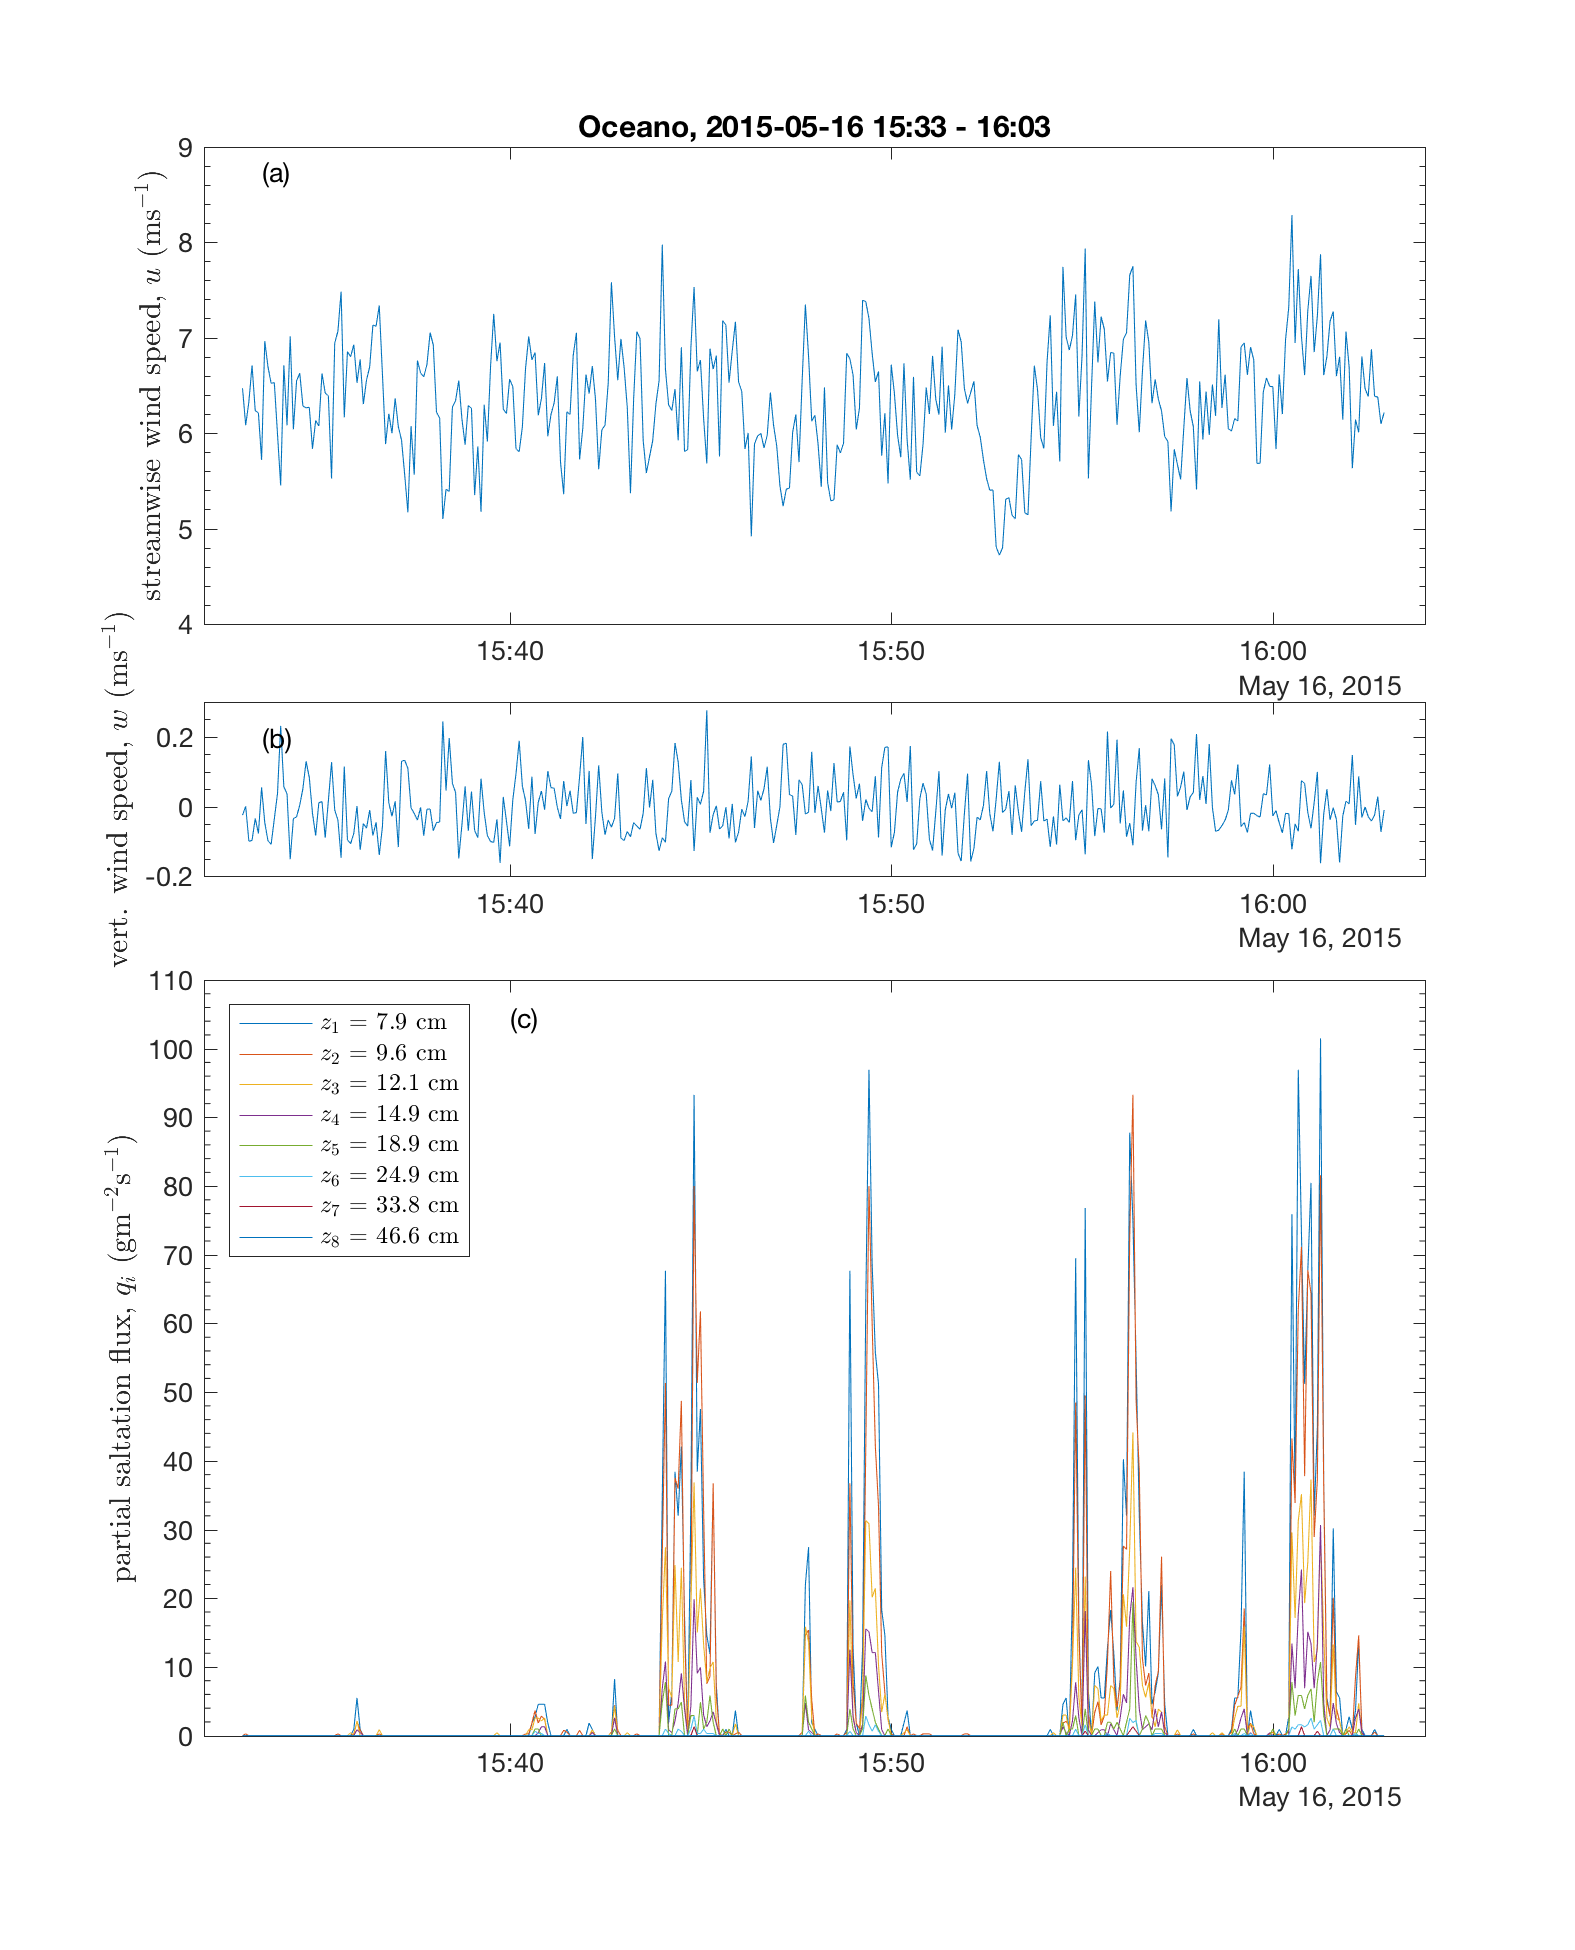 Oceano, 2015-05-16 15:33 - 16:03
(a)
streamwise wind speed, u (ms⁻¹)
9
8
7
6
5
4
15:40 15:50 16:00
May 16, 2015
(b)
vert. wind speed, w (ms⁻¹)
0.2
0
-0.2
15:40 15:50 16:00
May 16, 2015
(c)
partial saltation flux, qᵢ (gm⁻²s⁻¹)
110
100
90
80
70
60
50
40
30
20
10
0
z₁ = 7.9 cm
z₂ = 9.6 cm
z₃ = 12.1 cm
z₄ = 14.9 cm
z₅ = 18.9 cm
z₆ = 24.9 cm
z₇ = 33.8 cm
z₈ = 46.6 cm
15:40 15:50 16:00
May 16, 2015